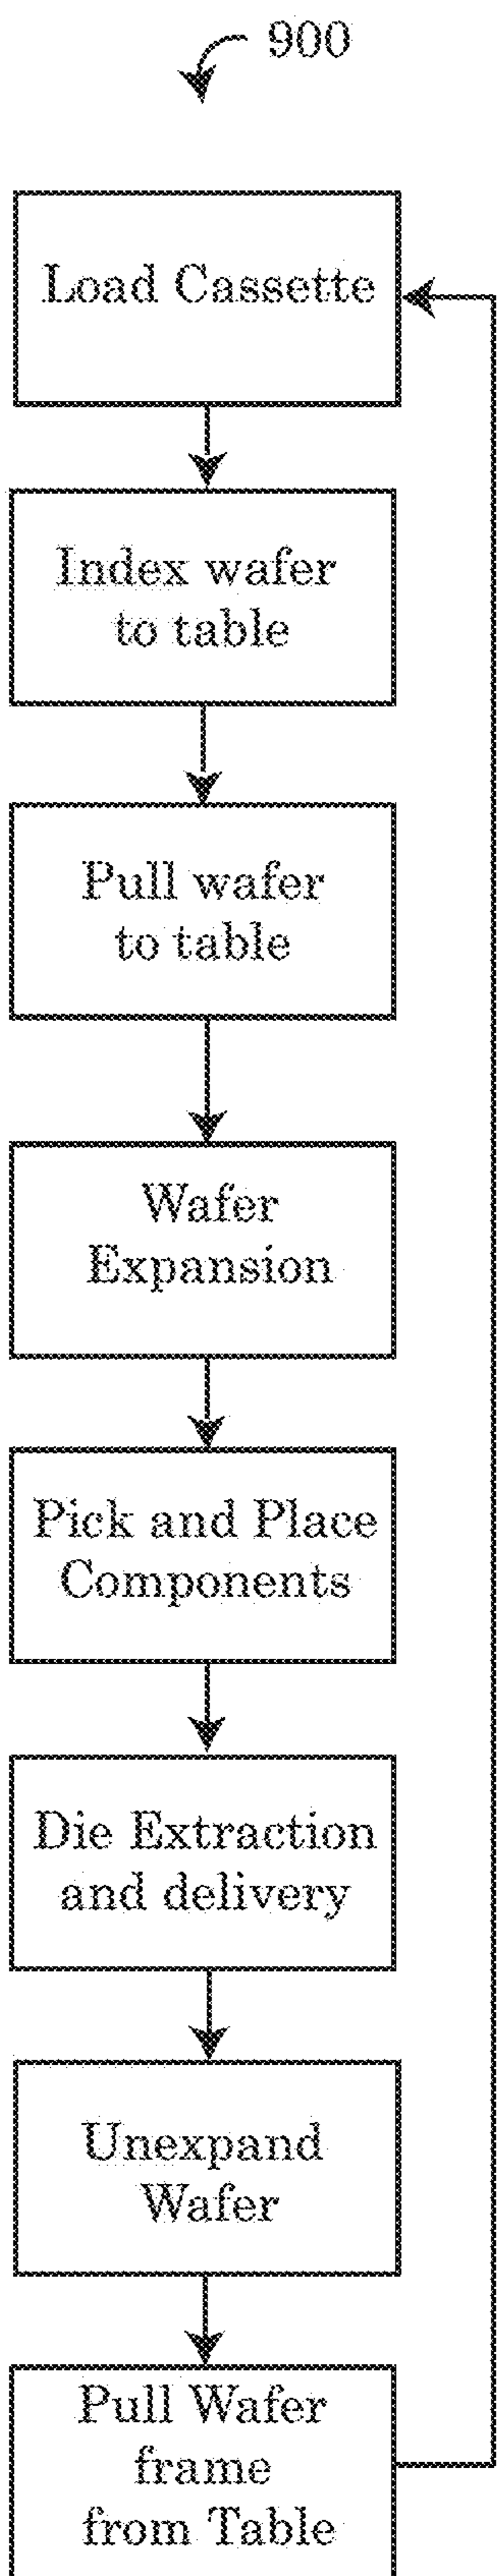 900
Load Cassette
Index wafer
to table
Pull wafer
to table
Wafer
Expansion
Pick and Place
Components
Die Extraction
and delivery
Unexpand
Wafer
Pull Wafer
frame
from Table